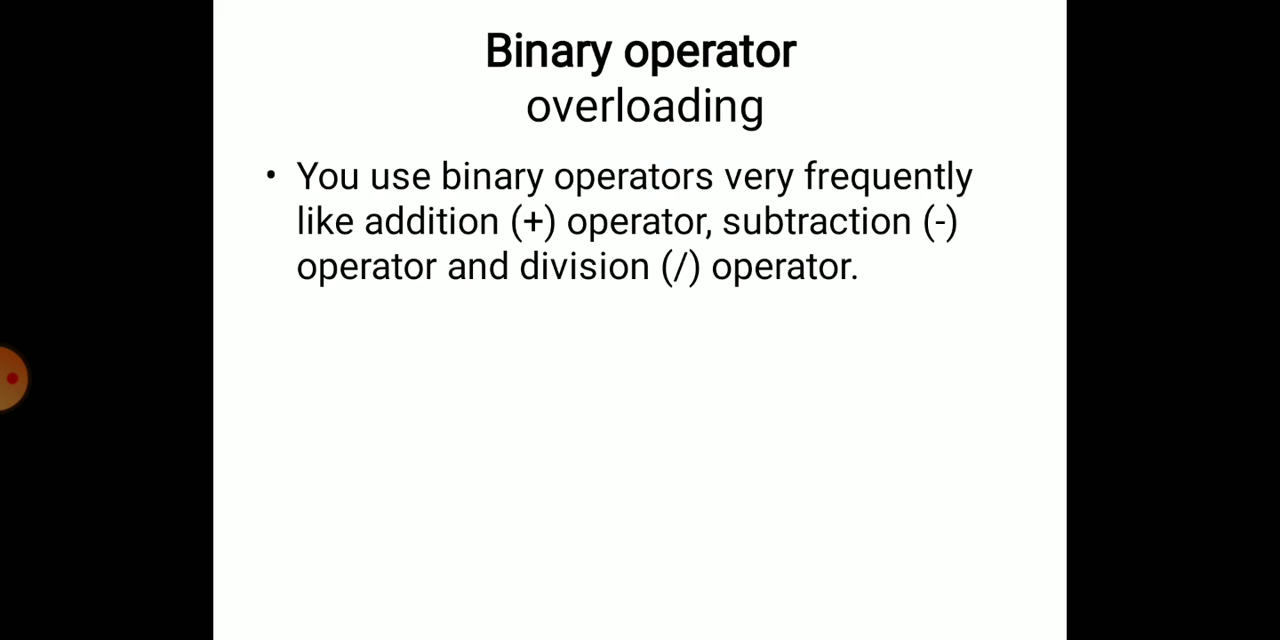 Binary operator
overloading
• You use binary operators very frequently
like addition (+) operator, subtraction (-)
operator and division (/) operator.